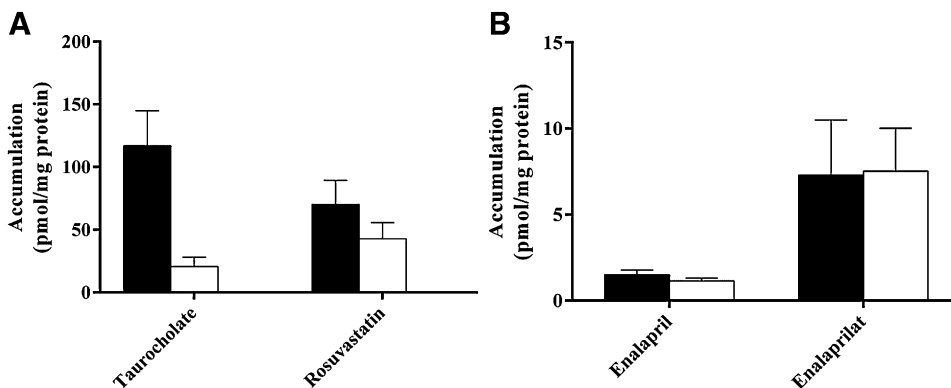 A
Accumulation
(pmol/mg protein)
200
150
100
50
0
Taurocholate
Rosuvastatin
B
Accumulation
(pmol/mg protein)
15
10
5
0
Enalapril
Enalaprilat